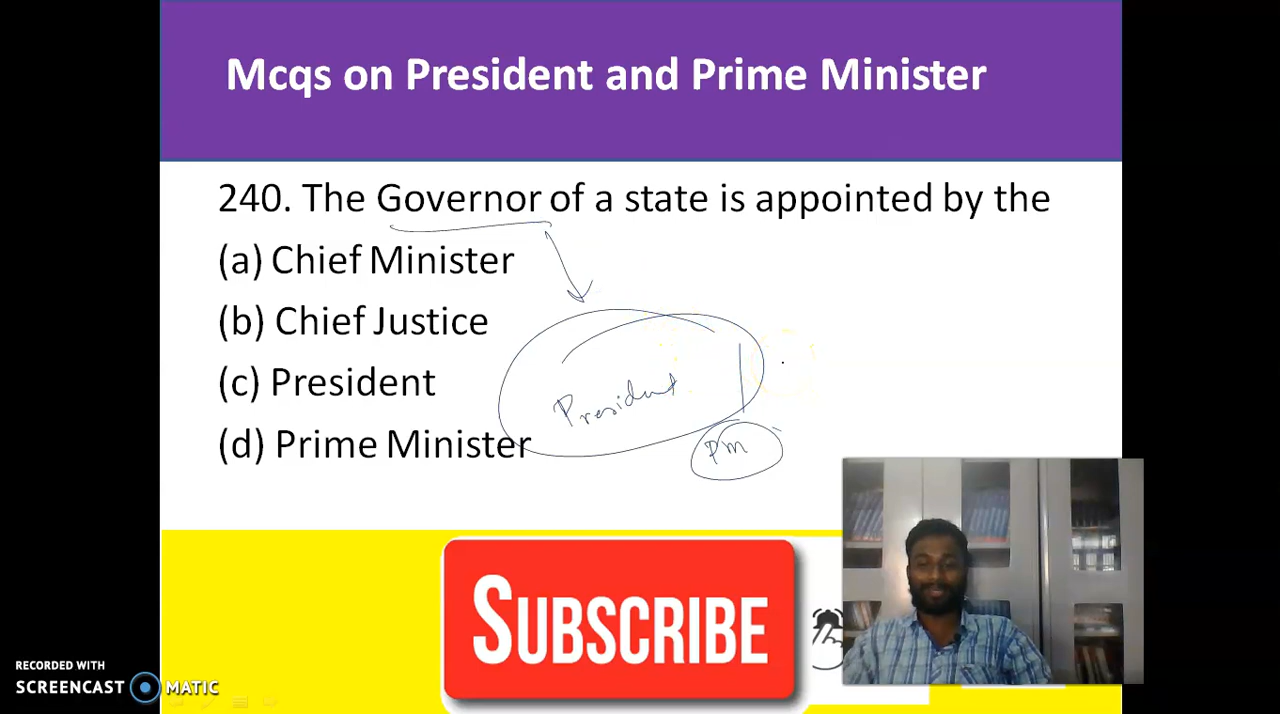 Mcqs on President and Prime Minister
240. The Governor of a state is appointed by the
(a) Chief Minister
(b) Chief Justice
(c) President
(d) Prime Minister
President
PM
SUBSCRIBE
RECORDED WITH
SCREENCAST MATIC